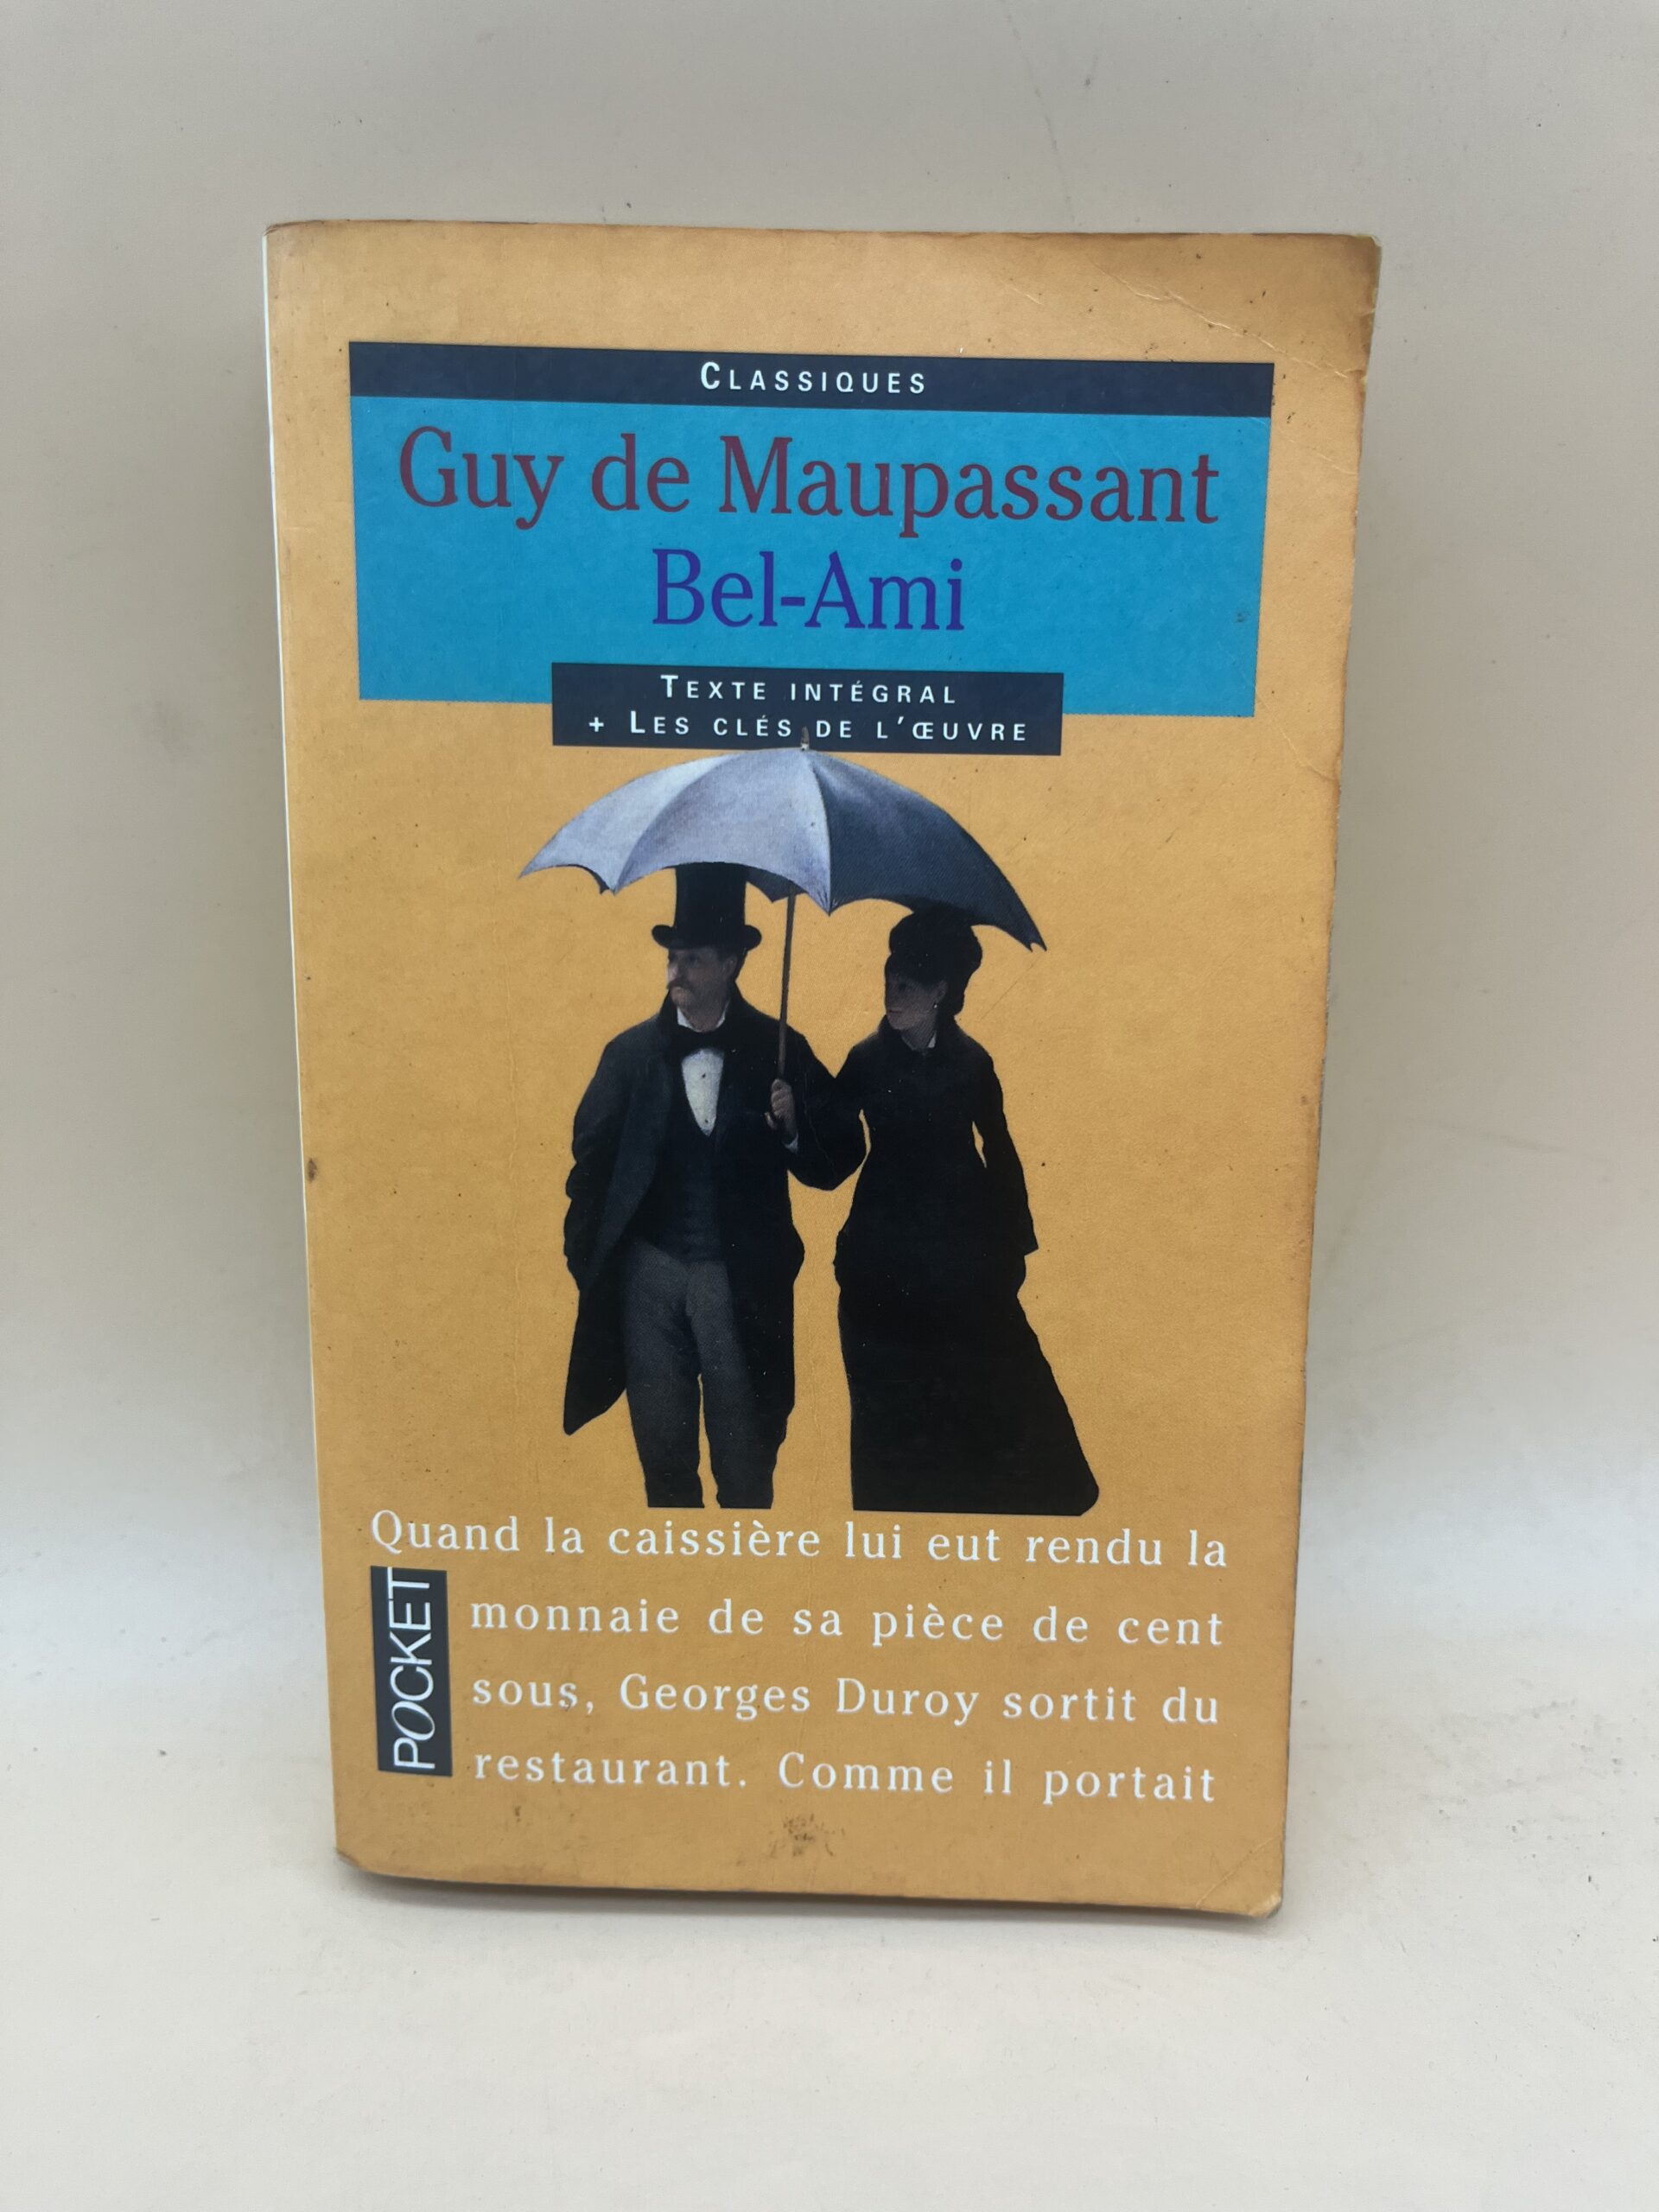 CLASSIQUES
Guy de Maupassant
Bel-Ami
TEXTE INTÉGRAL
+ LES CLÉS DE L'ŒUVRE
Quand la caissière lui eut rendu la
monnaie de sa pièce de cent
sous, Georges Duroy sortit du
restaurant. Comme il portait
POCKET